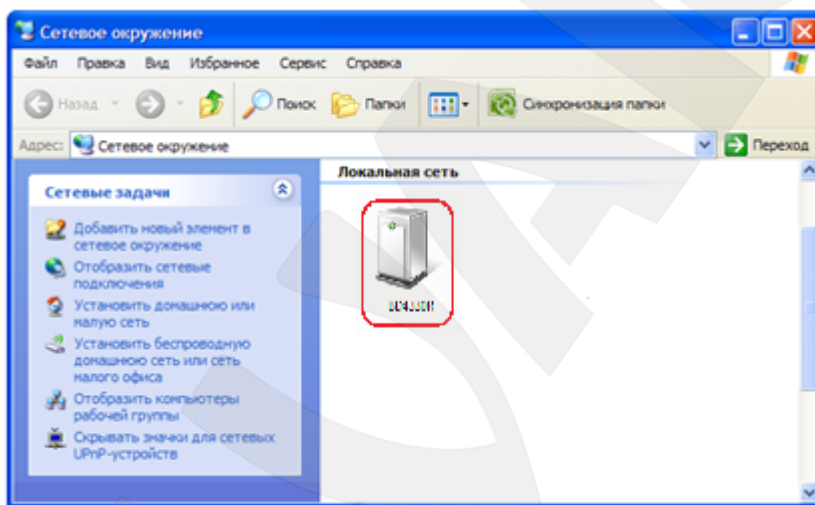 Сетевое окружение
Файл Правка Вид Избранное Сервис Справка
Назад Поиск Папки Синхронизация папки
Адрес: Сетевое окружение Переход
Сетевые задачи
Добавить новый элемент в
сетевое окружение
Отобразить сетевые
подключения
Установить домашнюю или
малую сеть
Установить беспроводную
домашнюю сеть или сеть
малого офиса
Отобразить компьютеры
рабочей группы
Скрывать значки для сетевых
UPnP-устройств
Локальная сеть